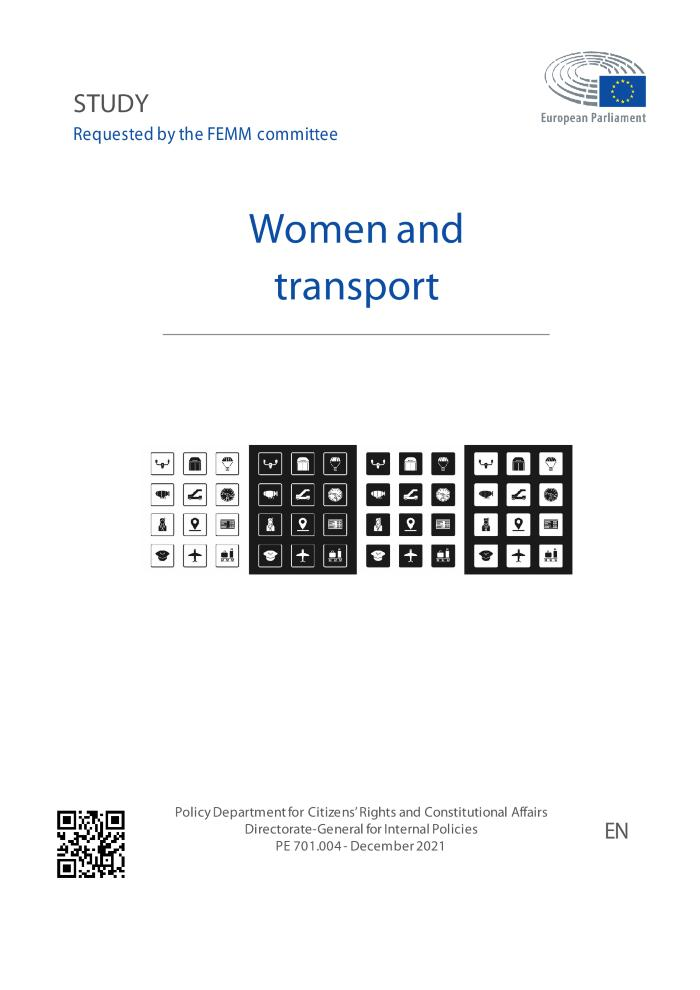 STUDY
Requested by the FEMM committee
European Parliament
Women and
transport
Policy Department for Citizens' Rights and Constitutional Affairs
Directorate-General for Internal Policies
PE 701.004 - December 2021
EN